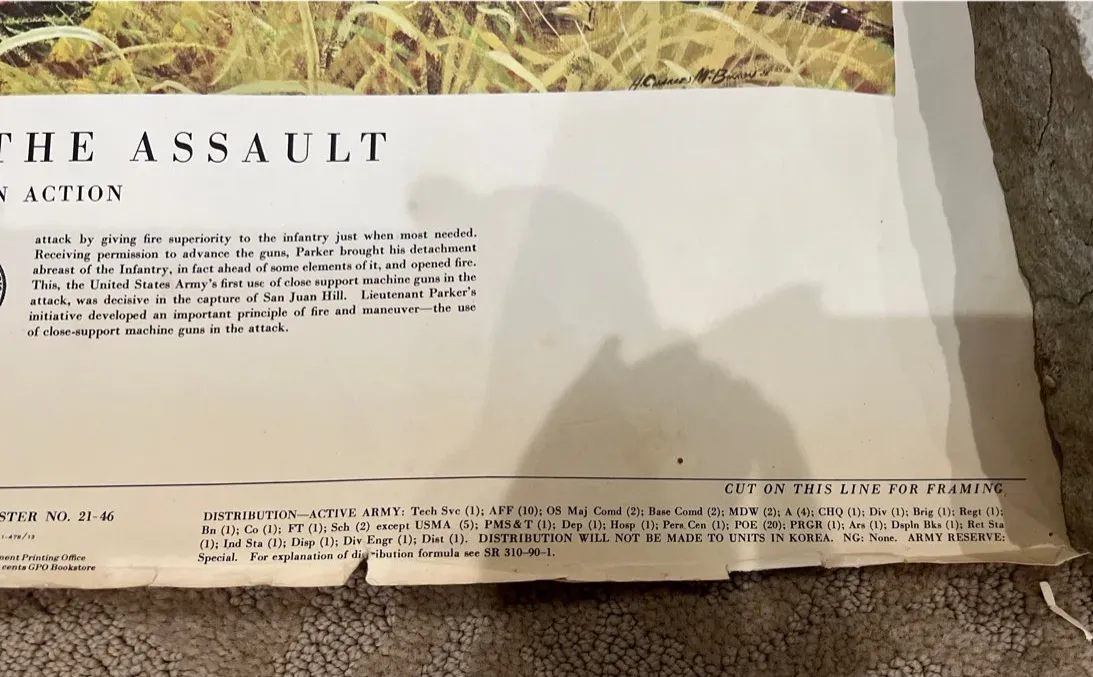 H. Charles McBarron
THE ASSAULT
N ACTION
attack by giving fire superiority to the infantry just when most needed.
Receiving permission to advance the guns, Parker brought his detachment
abreast of the Infantry, in fact ahead of some elements of it, and opened fire.
This, the United States Army's first use of close support machine guns in the
attack, was decisive in the capture of San Juan Hill. Lieutenant Parker's
initiative developed an important principle of fire and maneuver—the use
of close-support machine guns in the attack.
CUT ON THIS LINE FOR FRAMING
STER NO. 21-46
ment Printing Office
cents GPO Bookstore
DISTRIBUTION—ACTIVE ARMY: Tech Svc (1); AFF (10); OS Maj Comd (2); Base Comd (2); MDW (2); A (4); CHQ (1); Div (1); Brig (1); Regt (1);
Bn (1); Co (1); FT (1); Sch (2) except USMA (5); PMS&T (1); Dep (1); Hosp (1); Pers Cen (1); POE (20); PRGR (1); Ars (1); Dspln Bks (1); Rct Sta
(1); Ind Sta (1); Disp (1); Div Engr (1); Dist (1). DISTRIBUTION WILL NOT BE MADE TO UNITS IN KOREA. NG: None. ARMY RESERVE:
Special. For explanation of formula see SR 310-90-1.